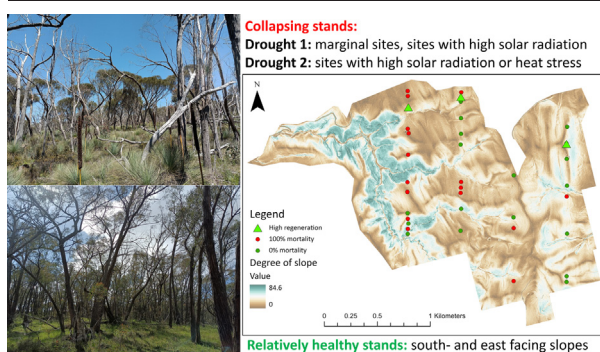 Collapsing stands:
Drought 1: marginal sites, sites with high solar radiation
Drought 2: sites with high solar radiation or heat stress
N
Legend
High regeneration
100% mortality
0% mortality
Degree of slope
Value
84.6
0
0 0.25 0.5 1 Kilometers
Relatively healthy stands: south- and east facing slopes